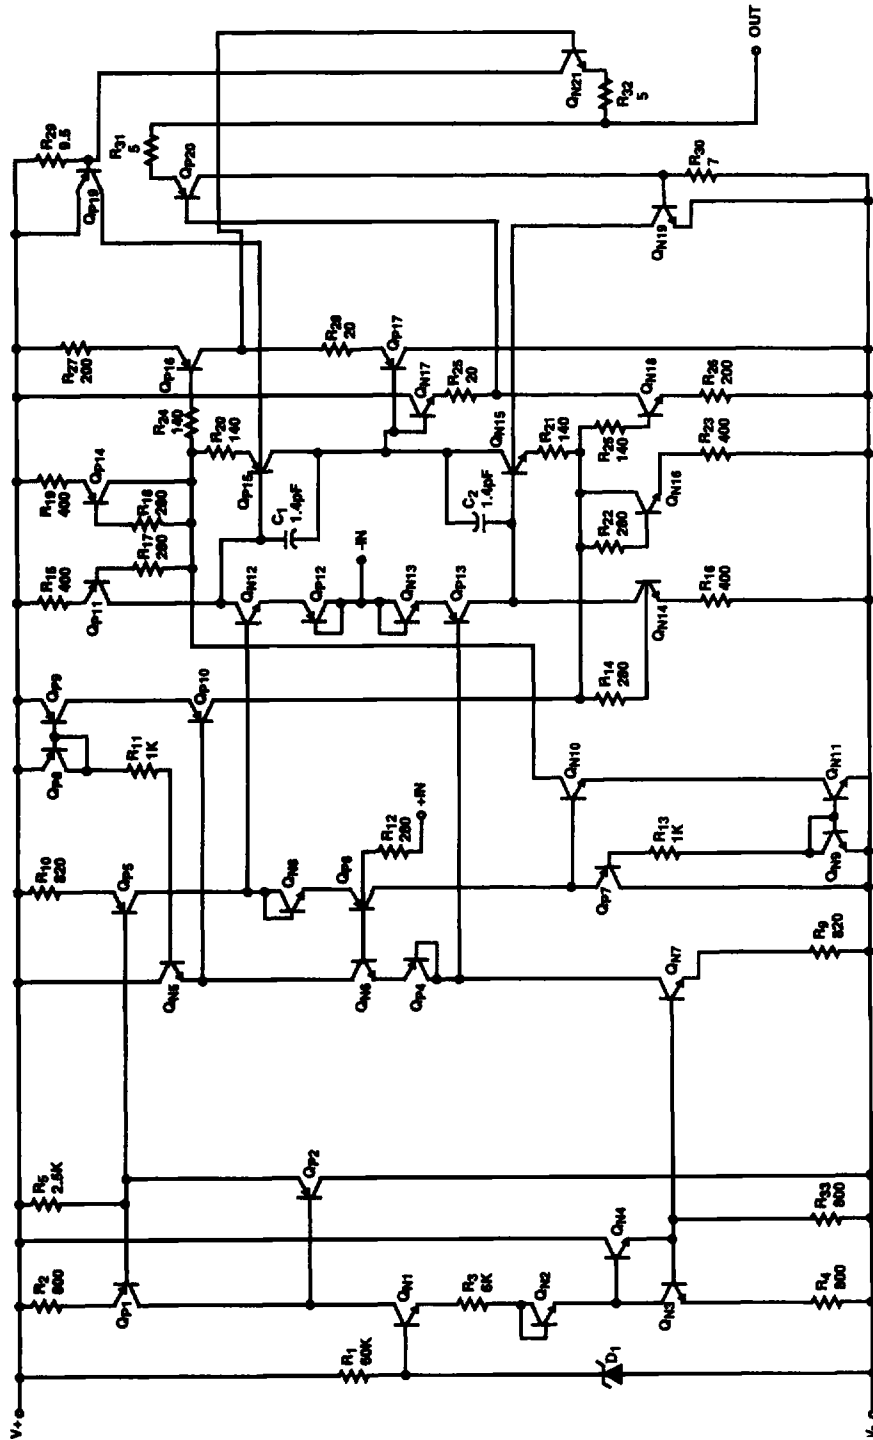 V+
V-
R1
60K
D1
R2
800
QP1
R5
2.5K
QN1
R3
6K
QN2
QN3
R4
800
QP2
QN4
R33
800
R10
820
QP5
QN5
QN8
QP6
R12
280
+IN
QN6
QP4
QN7
R9
820
QP8
QP9
R11
1K
QP10
QP7
R13
1K
QN9
QN10
QN11
R14
280
R15
400
QP11
R17
280
R18
280
R19
400
QP14
QN12
QP12
-IN
QN13
QP13
QN14
R16
400
C1
1.4pF
C2
1.4pF
QP15
R20
140
R24
140
QN15
R21
140
R22
280
QN16
R23
400
R25
140
QN18
R26
200
R27
200
QP16
R28
20
QP17
QN17
R25
20
QP19
R29
9.5
R31
5
QP20
QN19
R30
7
QN21
R32
5
OUT